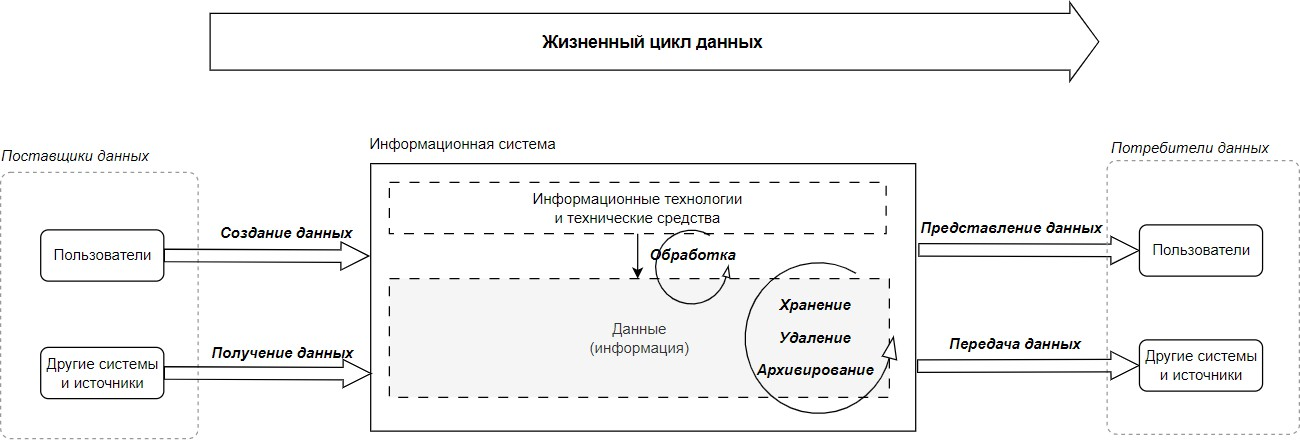 Жизненный цикл данных
Информационная система
Поставщики данных
Потребители данных
Информационные технологии
и технические средства
Создание данных
Представление данных
Пользователи
Обработка
Пользователи
Хранение
Данные
(информация)
Удаление
Получение данных
Передача данных
Другие системы
и источники
Архивирование
Другие системы
и источники